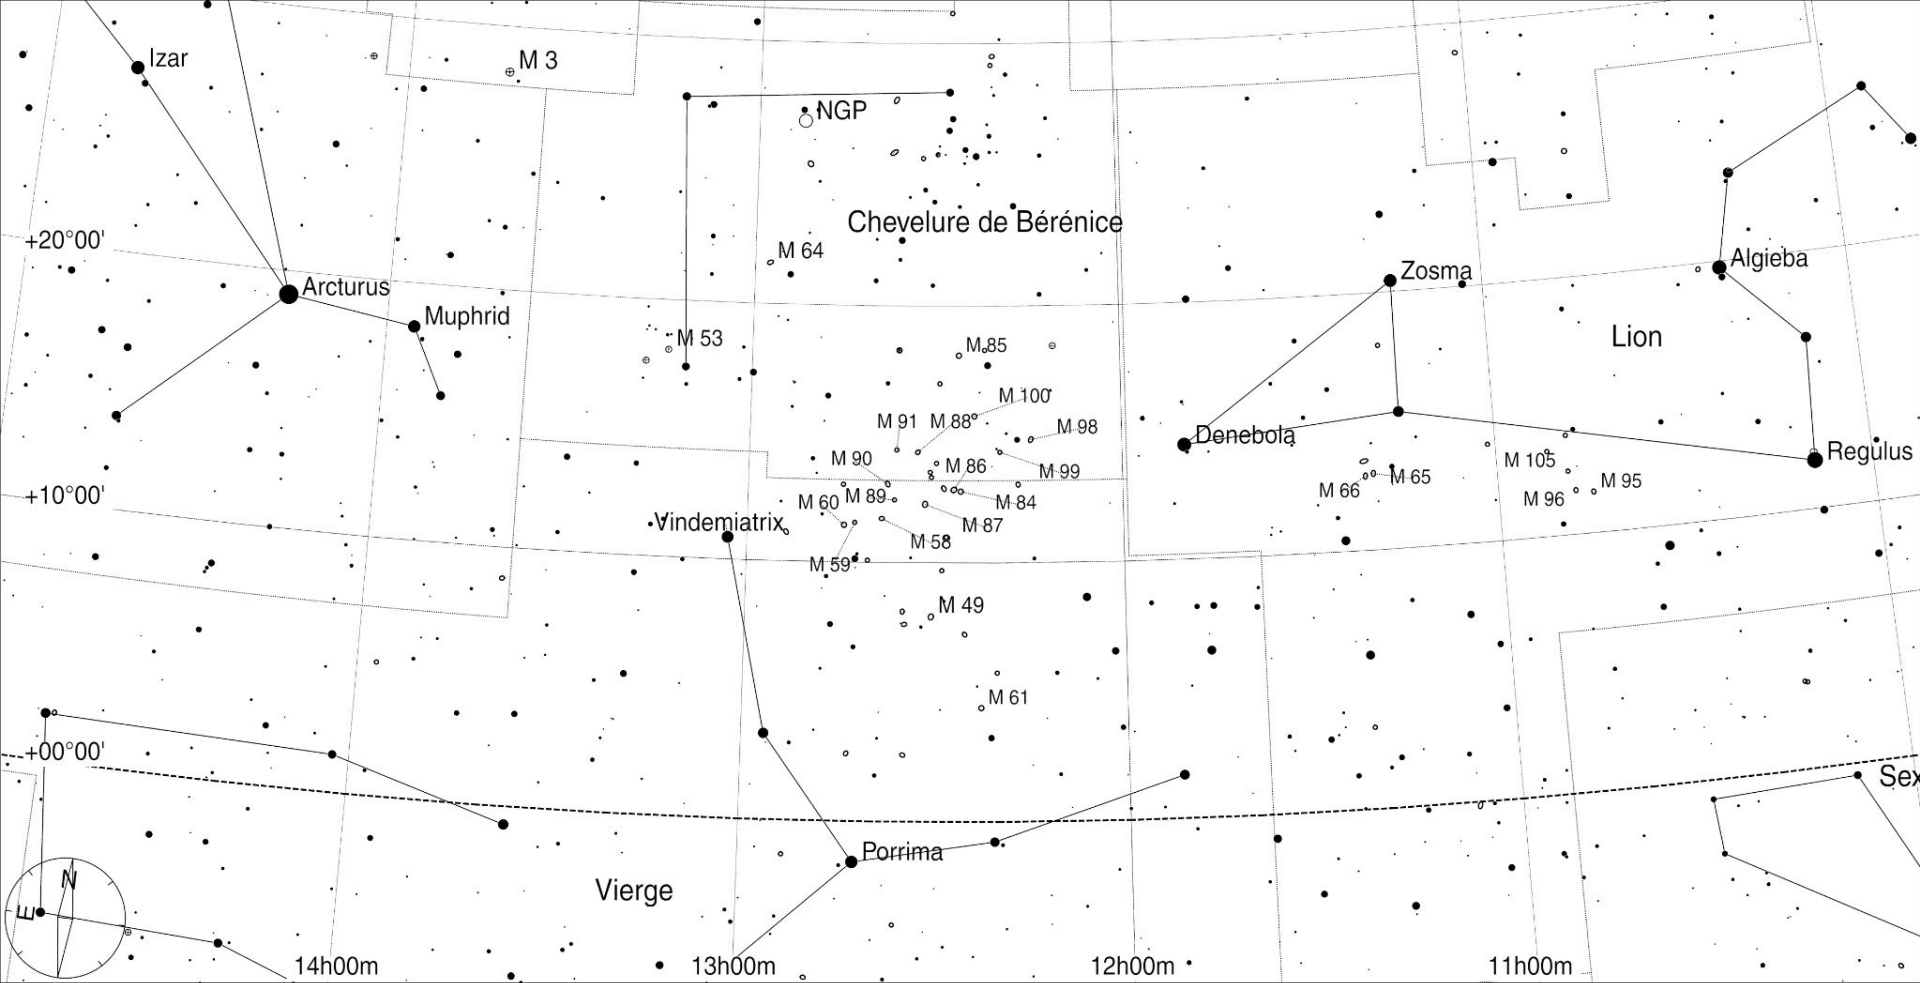 Izar
M 3
NGP
Chevelure de Bérénice
+20°00'
M 64
Zosma
Algieba
Arcturus
Muphrid
M 53
M 85
Lion
M 100
M 91
M 88
M 98
Denebola
M 90
M 86
M 99
M 105
Regulus
+10°00'
M 60
M 89
M 84
M 66
M 65
M 96
M 95
Vindemiatrix
M 87
M 58
M 59
M 49
M 61
+00°00'
Sex
Porrima
Vierge
N
E
14h00m
13h00m
12h00m
11h00m